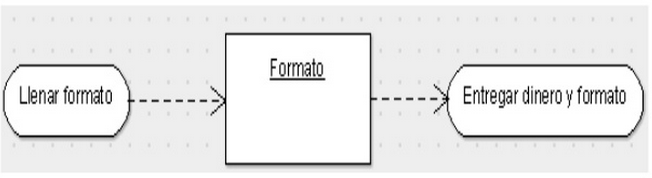 Llenar formato
Formato
Entregar dinero y formato